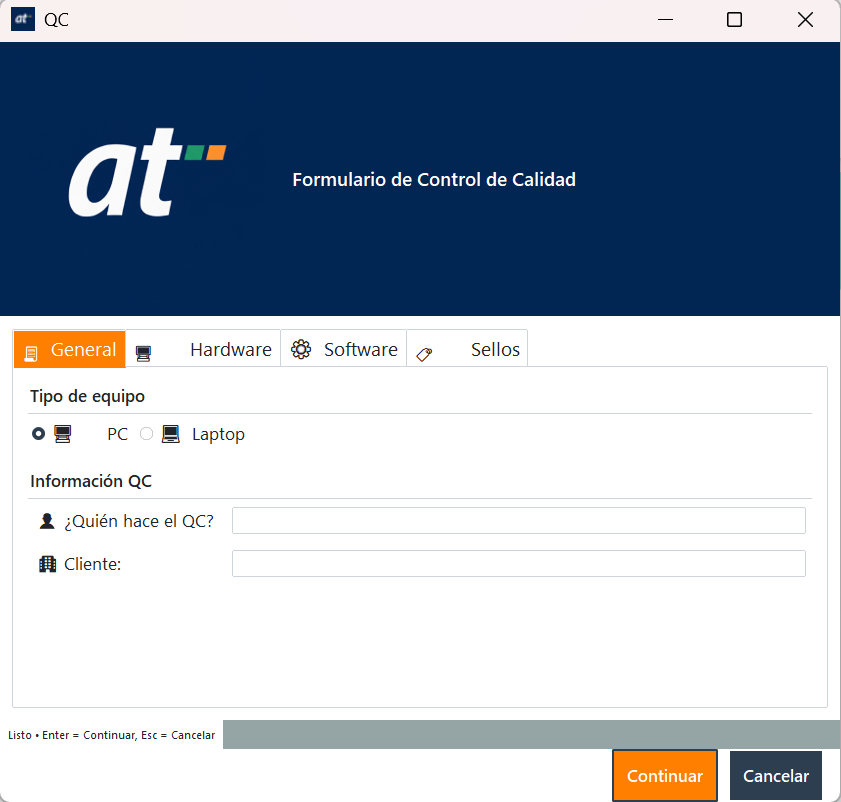 at QC
at
Formulario de Control de Calidad
General Hardware Software Sellos
Tipo de equipo
PC Laptop
Información QC
¿Quién hace el QC?
Cliente:
Listo • Enter = Continuar, Esc = Cancelar
Continuar Cancelar